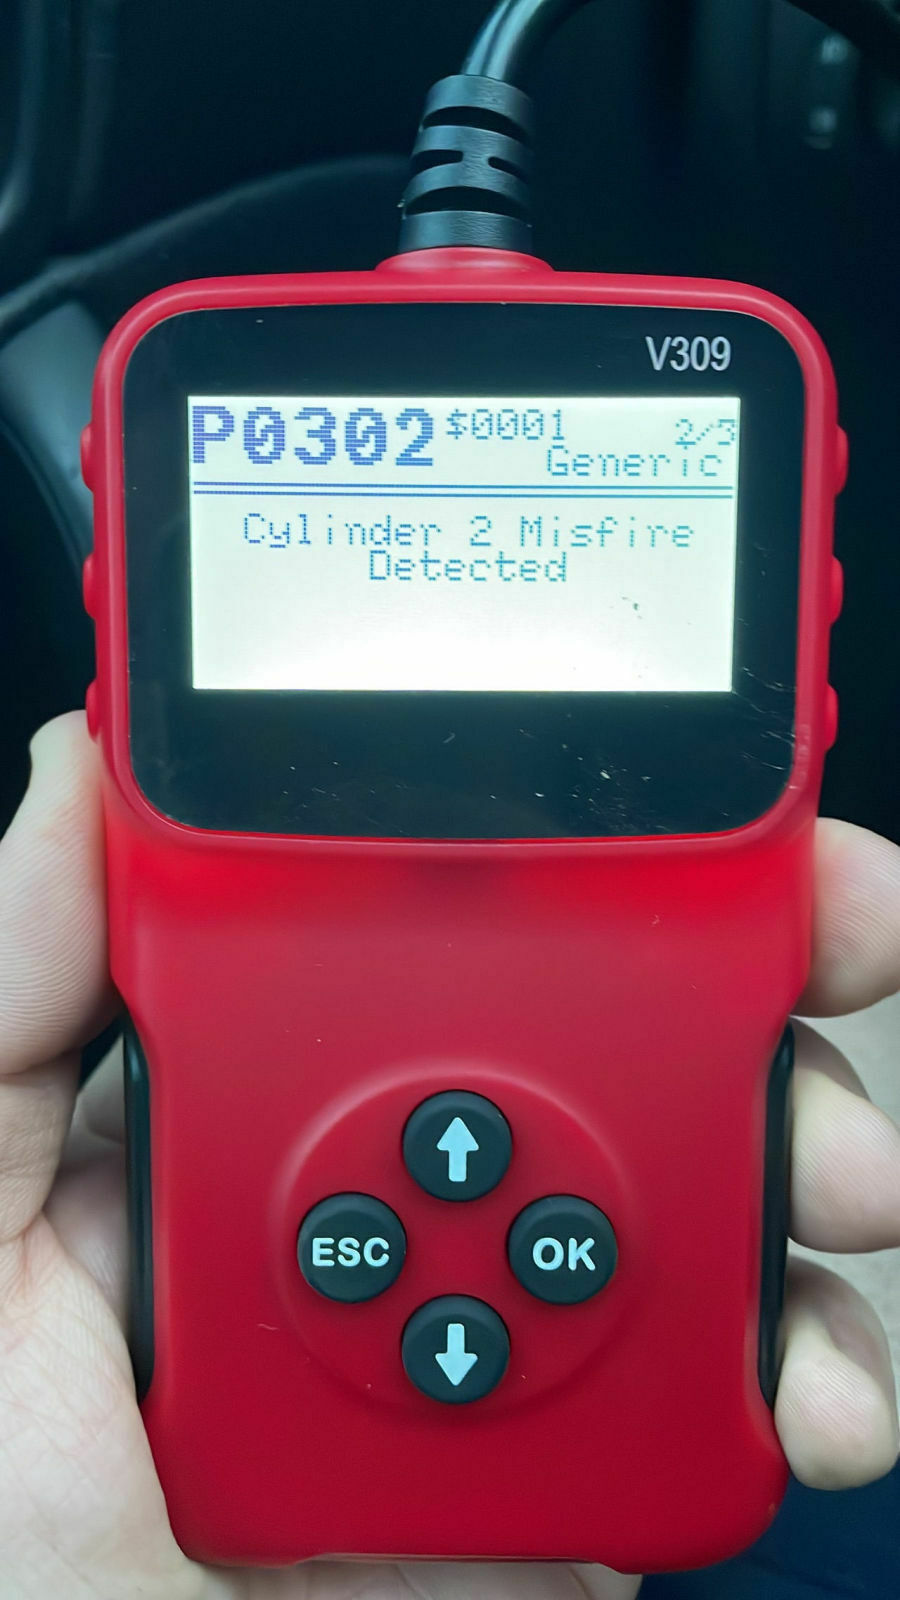 V309
P0302 $0001 2/3
Generic
Cylinder 2 Misfire
Detected
ESC
OK